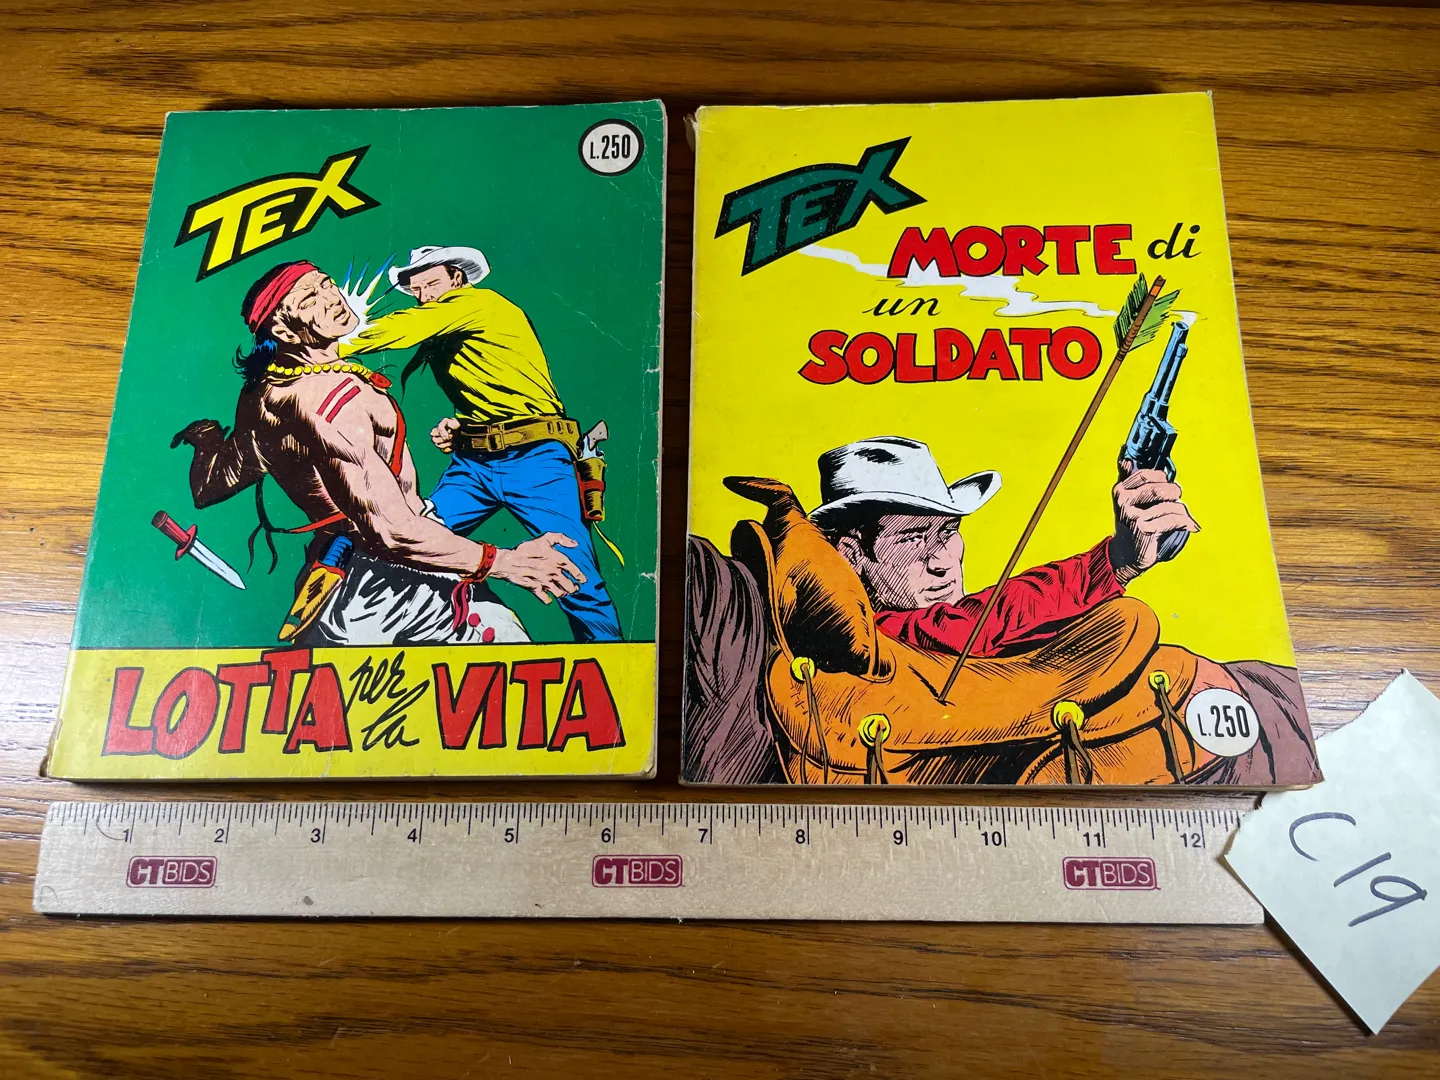 L.250
TEX
LOTTA per la VITA
TEX
MORTE di
un
SOLDATO
L.250
1 2 3 4 5 6 7 8 9 10 11 12
CTBIDS CTBIDS CTBIDS
C19